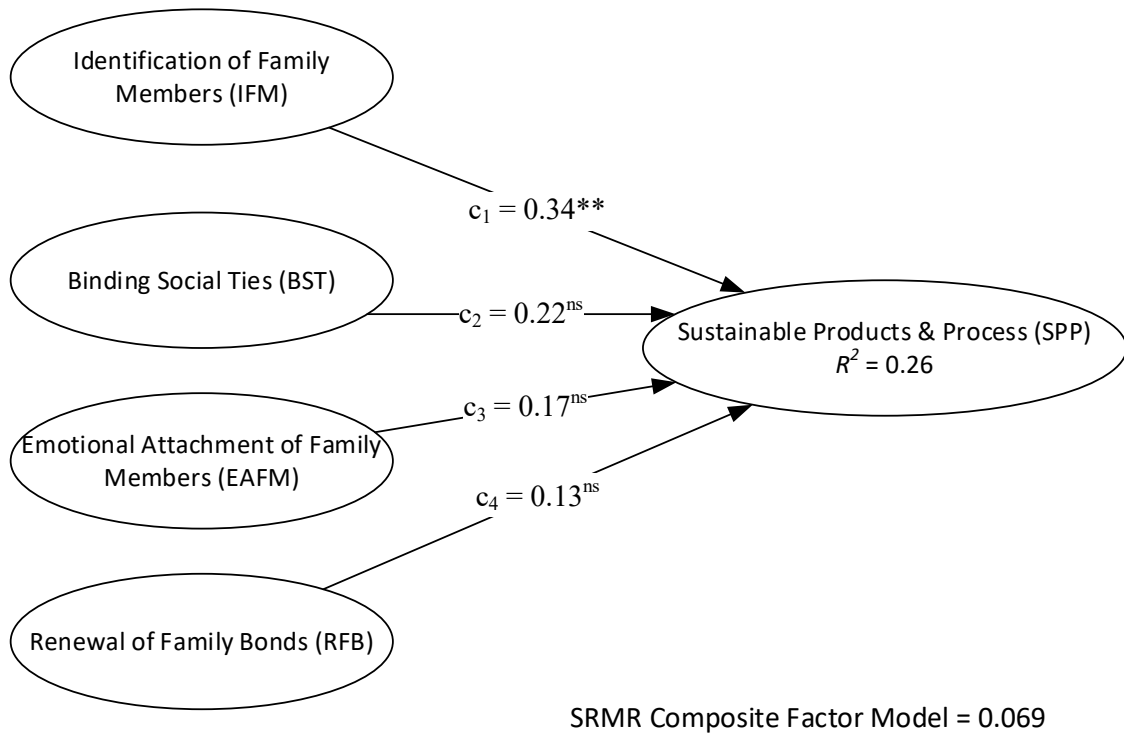 Identification of Family
Members (IFM)
c₁ = 0.34**
Binding Social Ties (BST)
c₂ = 0.22ⁿˢ
Sustainable Products & Process (SPP)
R² = 0.26
c₃ = 0.17ⁿˢ
Emotional Attachment of Family
Members (EAFM)
c₄ = 0.13ⁿˢ
Renewal of Family Bonds (RFB)
SRMR Composite Factor Model = 0.069